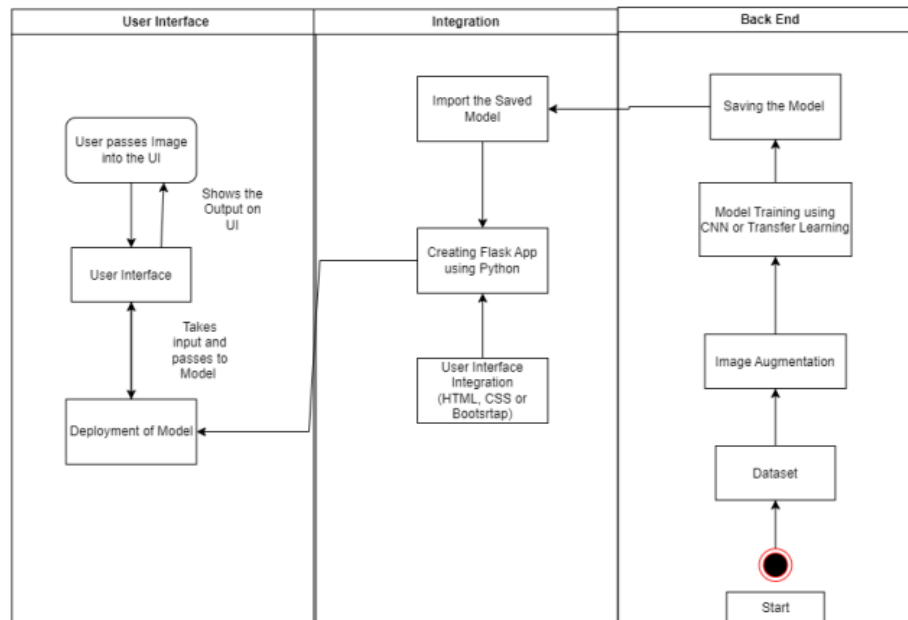 User Interface
Integration
Back End
User passes Image
into the UI
Shows the
Output on
UI
User Interface
Takes
input and
passes to
Model
Deployment of Model
Import the Saved
Model
Creating Flask App
using Python
User Interface
Integration
(HTML, CSS or
Bootsrtap)
Saving the Model
Model Training using
CNN or Transfer Learning
Image Augmentation
Dataset
Start